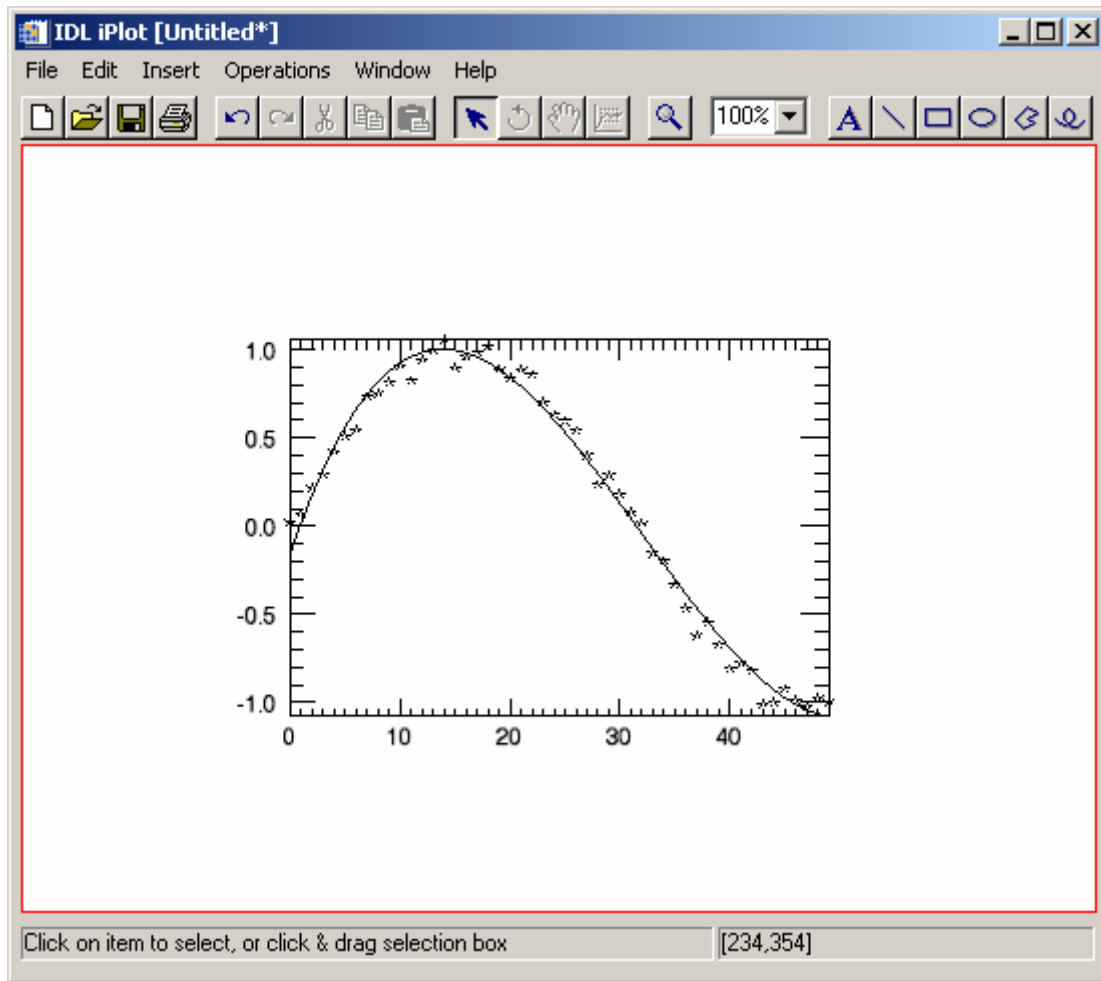 IDL iPlot [Untitled*]
File Edit Insert Operations Window Help
100% A
1.0
0.5
0.0
-0.5
-1.0
0 10 20 30 40
Click on item to select, or click & drag selection box [234,354]